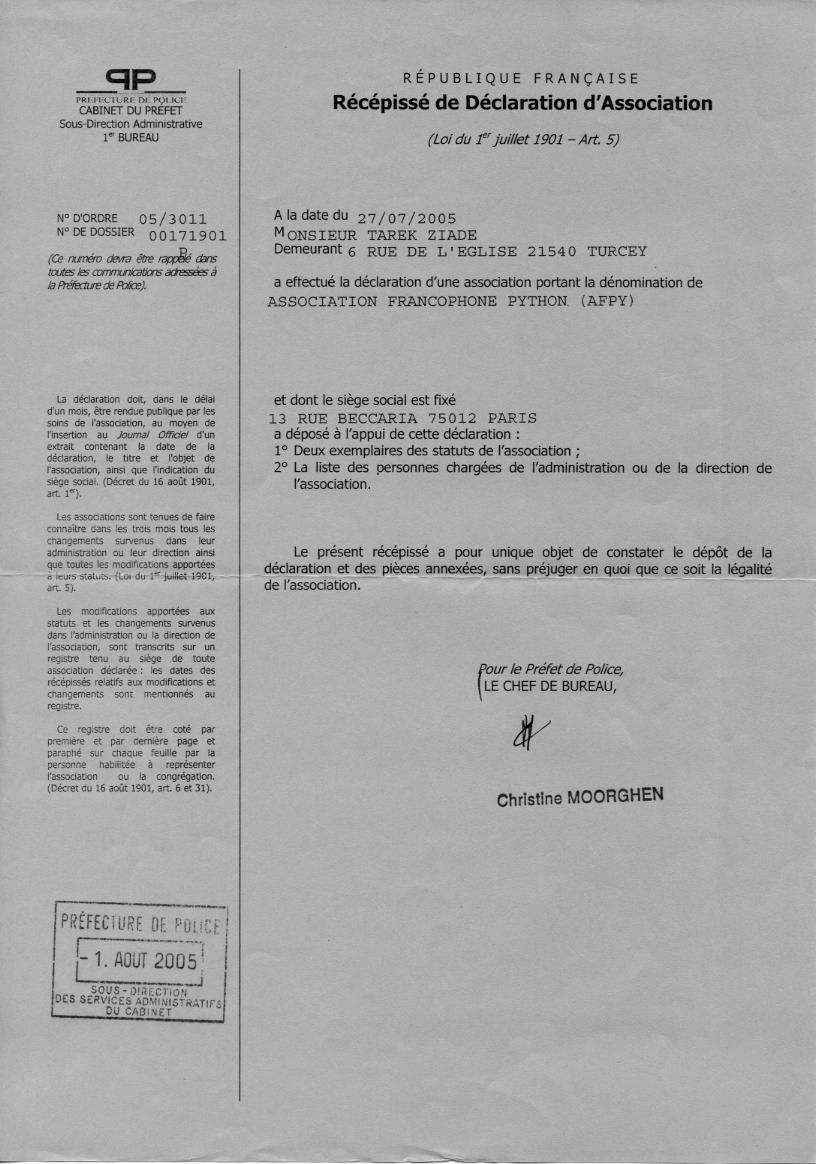 PP
PREFECTURE DE POLICE
CABINET DU PRÉFET
Sous-Direction Administrative
1er BUREAU
N° D'ORDRE 05/3011
N° DE DOSSIER 00171901
P
(Ce numéro devra être rappelé dans
toutes les communications adressées à
la Préfecture de Police).
La déclaration doit, dans le délai
d'un mois, être rendue publique par les
soins de l'association, au moyen de
l'insertion au Journal Officiel d'un
extrait contenant la date de la
déclaration, le titre et l'objet de
l'association, ainsi que l'indication du
siège social. (Décret du 16 août 1901,
art. 1er).
Les associations sont tenues de faire
connaître dans les trois mois tous les
changements survenus dans leur
administration ou leur direction ainsi
que toutes les modifications apportées
à leurs statuts. (Loi du 1er juillet 1901,
art. 5).
Les modifications apportées aux
statuts et les changements survenus
dans l'administration ou la direction de
l'association, sont transcrits sur un
registre tenu au siège de toute
association déclarée : les dates des
récépissés relatifs aux modifications et
changements sont mentionnés au
registre.
Ce registre doit être coté par
première et par dernière page et
paraphé sur chaque feuille par la
personne habilitée à représenter
l'association ou la congrégation.
(Décret du 16 août 1901, art. 6 et 31).
PRÉFECTURE DE POLICE
- 1. AOUT 2005
SOUS - DIRECTION
DES SERVICES ADMINISTRATIFS
DU CABINET
RÉPUBLIQUE FRANÇAISE
Récépissé de Déclaration d'Association
(Loi du 1er juillet 1901 – Art. 5)
A la date du 27/07/2005
MONSIEUR TAREK ZIADE
Demeurant 6 RUE DE L'EGLISE 21540 TURCEY
a effectué la déclaration d'une association portant la dénomination de
ASSOCIATION FRANCOPHONE PYTHON (AFPY)
et dont le siège social est fixé
13 RUE BECCARIA 75012 PARIS
a déposé à l'appui de cette déclaration :
1° Deux exemplaires des statuts de l'association ;
2° La liste des personnes chargées de l'administration ou de la direction de
l'association.
Le présent récépissé a pour unique objet de constater le dépôt de la
déclaration et des pièces annexées, sans préjuger en quoi que ce soit la légalité
de l'association.
Pour le Préfet de Police,
LE CHEF DE BUREAU,
Christine MOORGHEN